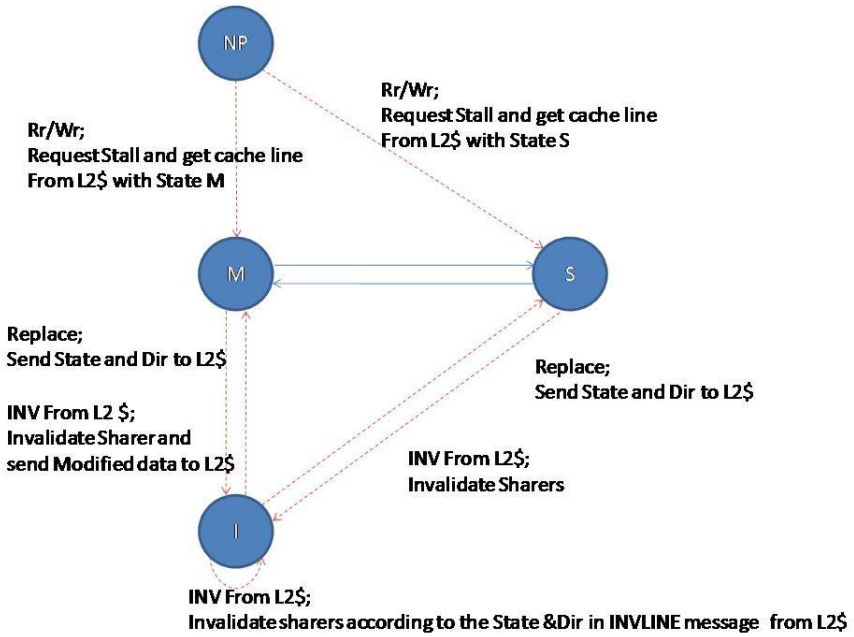 NP
Rr/Wr;
Request Stall and get cache line
From L2$ with State S
Rr/Wr;
Request Stall and get cache line
From L2$ with State M
M
S
Replace;
Send State and Dir to L2$
INV From L2 $;
Invalidate Sharer and
send Modified data to L2$
Replace;
Send State and Dir to L2$
INV From L2$;
Invalidate Sharers
I
INV From L2$;
Invalidate sharers according to the State &Dir in INVLINE message from L2$